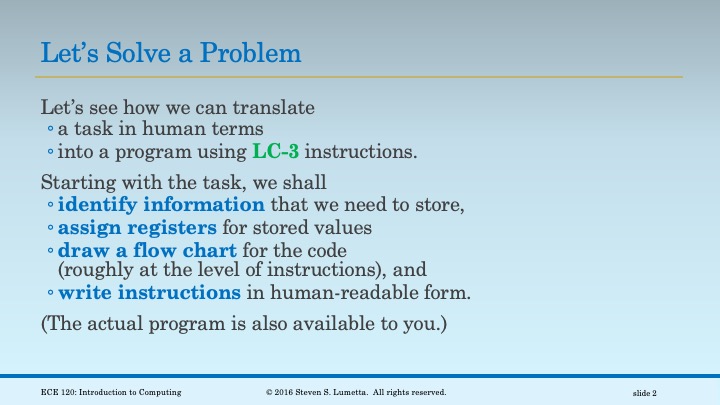 Let's Solve a Problem
Let's see how we can translate
◦ a task in human terms
◦ into a program using LC-3 instructions.
Starting with the task, we shall
◦ identify information that we need to store,
◦ assign registers for stored values
◦ draw a flow chart for the code
(roughly at the level of instructions), and
◦ write instructions in human-readable form.
(The actual program is also available to you.)
ECE 120: Introduction to Computing © 2016 Steven S. Lumetta. All rights reserved. slide 2